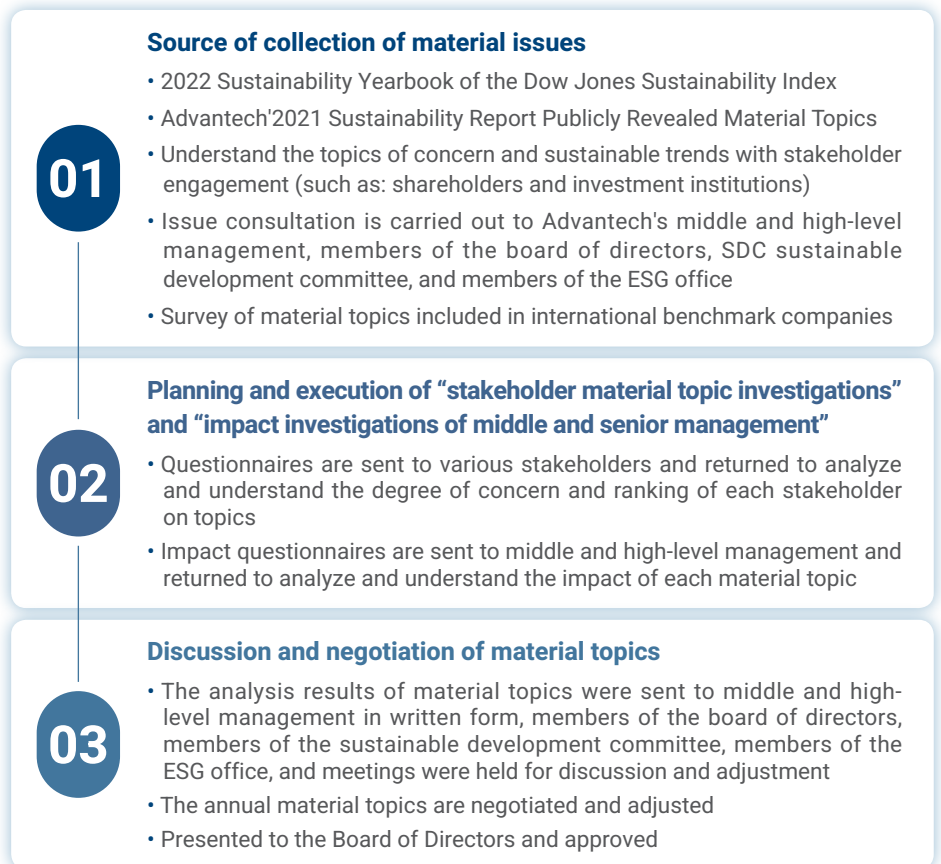 Source of collection of material issues
• 2022 Sustainability Yearbook of the Dow Jones Sustainability Index
• Advantech'2021 Sustainability Report Publicly Revealed Material Topics
• Understand the topics of concern and sustainable trends with stakeholder
engagement (such as: shareholders and investment institutions)
01
• Issue consultation is carried out to Advantech's middle and high-level
management, members of the board of directors, SDC sustainable
development committee, and members of the ESG office
• Survey of material topics included in international benchmark companies
Planning and execution of “stakeholder material topic investigations”
and “impact investigations of middle and senior management”
02
• Questionnaires are sent to various stakeholders and returned to analyze
and understand the degree of concern and ranking of each stakeholder
on topics
• Impact questionnaires are sent to middle and high-level management and
returned to analyze and understand the impact of each material topic
Discussion and negotiation of material topics
03
• The analysis results of material topics were sent to middle and high-
level management in written form, members of the board of directors,
members of the sustainable development committee, members of the
ESG office, and meetings were held for discussion and adjustment
• The annual material topics are negotiated and adjusted
• Presented to the Board of Directors and approved